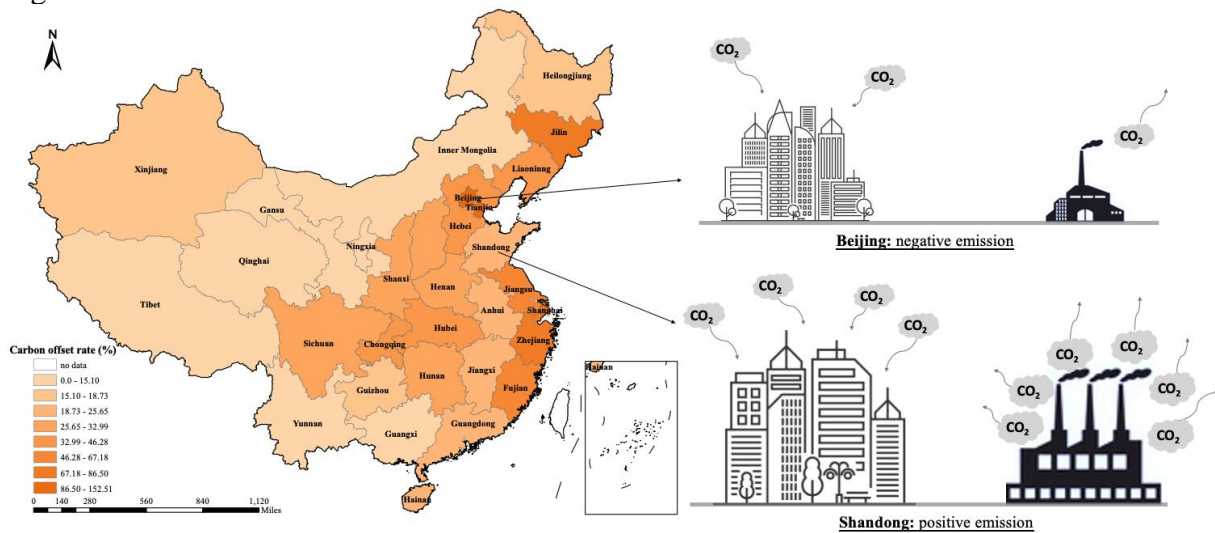 N
Heilongjiang
Jilin
Inner Mongolia
Liaoninng
Xinjiang
Beijing
Tianjin
Gansu
Hebei
Ningxia
Shandong
Qinghai
Shanxi
Henan
Jiangsu
Tibet
Anhui
Shanghai
Hubei
Sichuan
Chongqing
Zhejiang
Hunan
Jiangxi
Guizhou
Fujian
Yunnan
Guangxi
Guangdong
Hainan
Hainan
Carbon offset rate (%)
no data
0.0 - 15.10
15.10 - 18.73
18.73 - 25.65
25.65 - 32.99
32.99 - 46.28
46.28 - 67.18
67.18 - 86.50
86.50 - 152.51
0 140 280 560 840 1,120
Miles
CO2
CO2
CO2
Beijing: negative emission
CO2
CO2
CO2
CO2
CO2
CO2
CO2
CO2
CO2
Shandong: positive emission